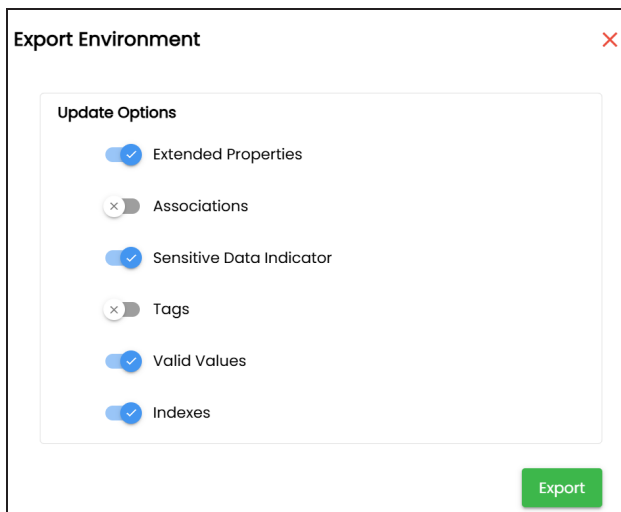 Export Environment
Update Options
Extended Properties
Associations
Sensitive Data Indicator
Tags
Valid Values
Indexes
Export